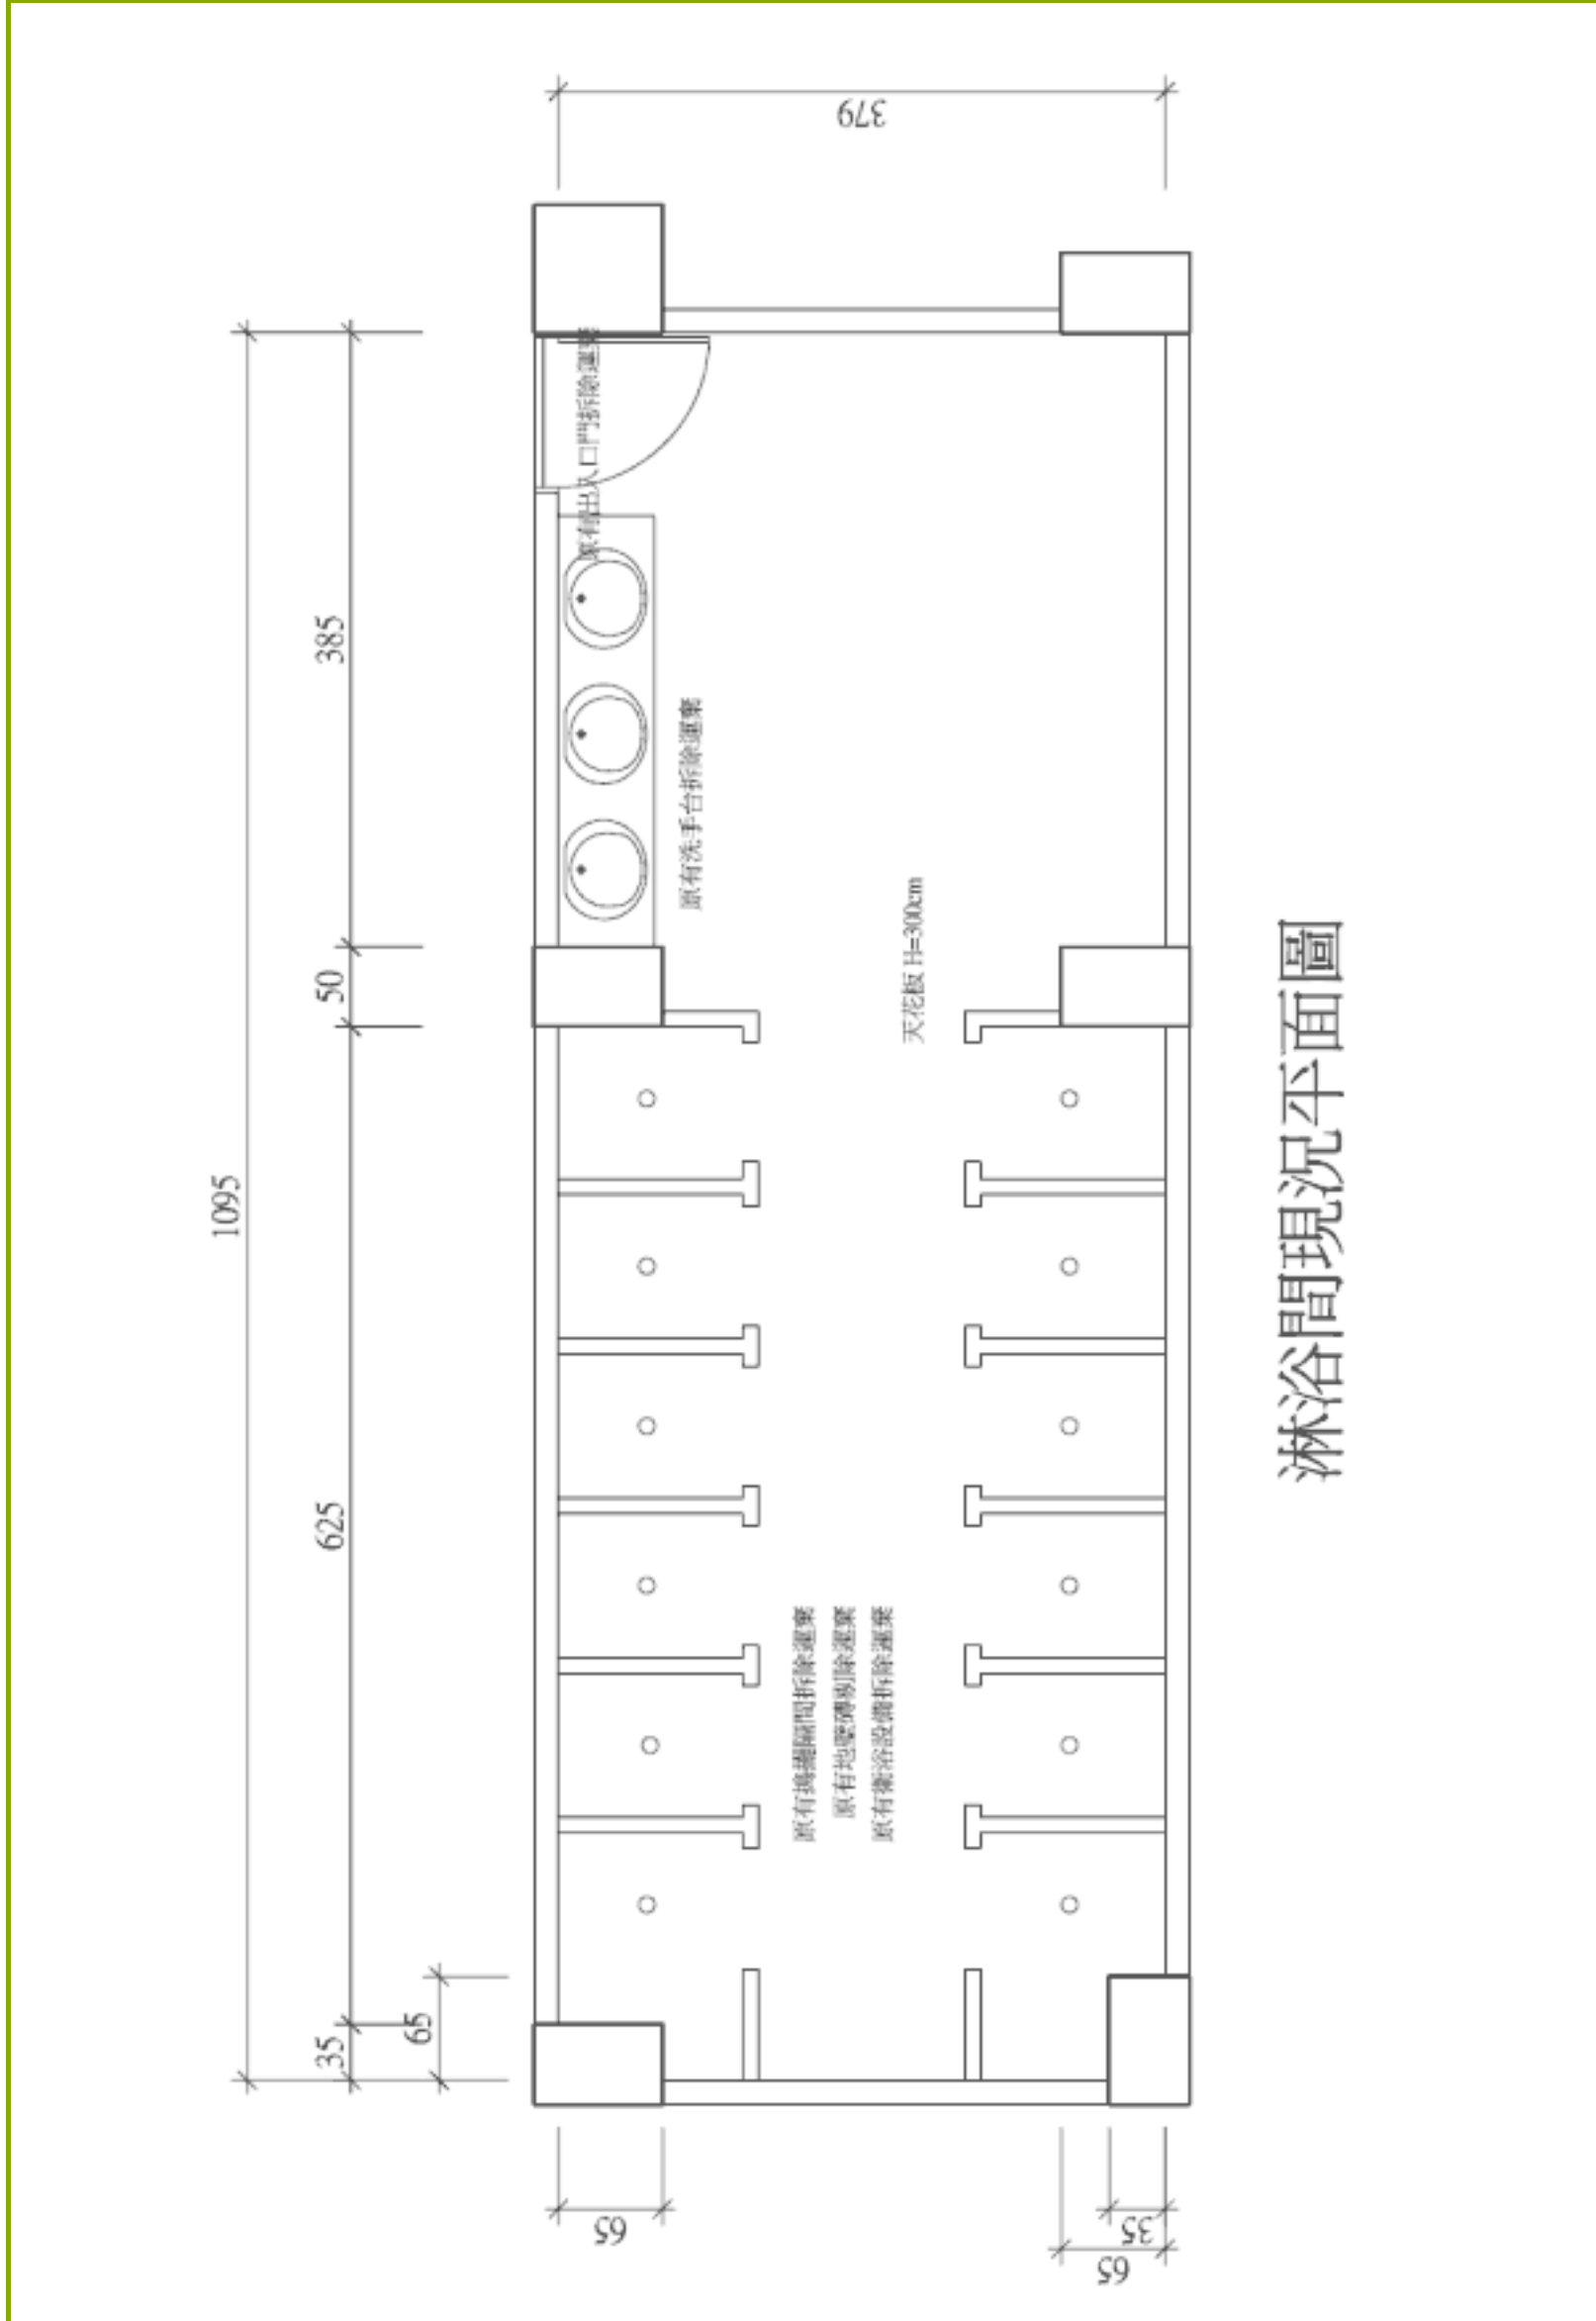 淋浴間現況平面圖
1095
35
625
50
385
65
379
65
35
65
原有出入口門拆除運棄
原有洗手台拆除運棄
天花板 H=300cm
原有搗擺隔間拆除運棄
原有地壁磚剔除運棄
原有衛浴設備拆除運棄